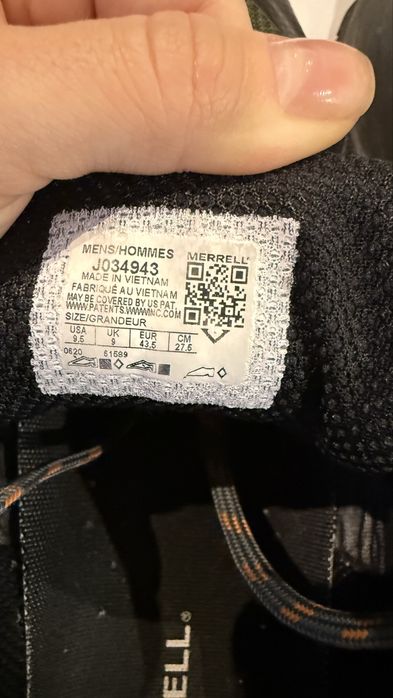 MENS/HOMMES
MERRELL
J034943
MADE IN VIETNAM
FABRIQUÉ AU VIETNAM
MAY BE COVERED BY US PAT.
WWW.PATENTS.WWWINC.COM
SIZE/GRANDEUR
USA UK EUR CM
9.5 9 43.5 27.5
0620 61589
ELL®